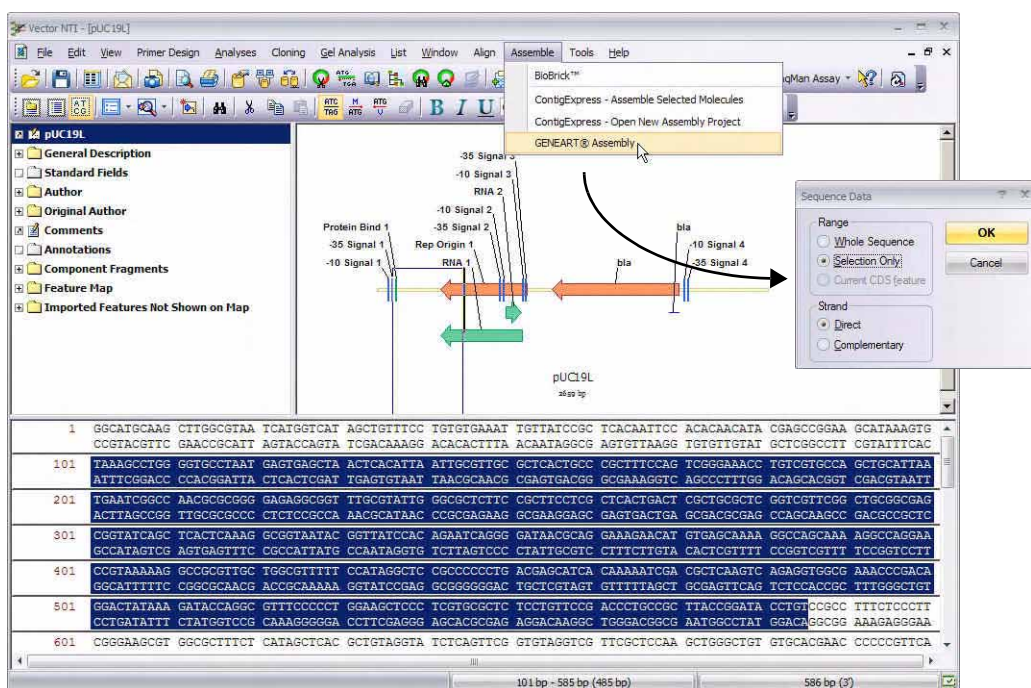 Vector NTI - [pUC19L]
File Edit View Primer Design Analyses Cloning Gel Analysis List Window Align Assemble Tools Help
BioBrick™
ContigExpress - Assemble Selected Molecules
ContigExpress - Open New Assembly Project
GENEART® Assembly
qMan Assay
B I U
pUC19L
General Description
Standard Fields
Author
Original Author
Comments
Annotations
Component Fragments
Feature Map
Imported Features Not Shown on Map
-35 Signal 3
-10 Signal 3
RNA 2
-10 Signal 2
Protein Bind 1 -35 Signal 2 bla
-35 Signal 1 Rep Origin 1 -10 Signal 4
-10 Signal 1 RNA 1 bla -35 Signal 4
pUC19L
2659 bp
Sequence Data
Range
Whole Sequence
Selection Only
Current CDS feature
Strand
Direct
Complementary
OK
Cancel
1 GGCATGCAAG CTTGGCGTAA TCATGGTCAT AGCTGTTTCC TGTGTGAAAT TGTTATCCGC TCACAATTCC ACACAACATA CGAGCCGGAA GCATAAAGTG
CCGTACGTTC GAACCGCATT AGTACCAGTA TCGACAAAGG ACACACTTTA ACAATAGGCG AGTGTTAAGG TGTGTTGTAT GCTCGGCCTT CGTATTTCAC
101 TAAAGCCTGG GGTGCCTAAT GAGTGAGCTA ACTCACATTA ATTGCGTTGC GCTCACTGCC CGCTTTCCAG TCGGGAAACC TGTCGTGCCA GCTGCATTAA
ATTTCGGACC CCACGGATTA CTCACTCGAT TGAGTGTAAT TAACGCAACG CGAGTGACGG GCGAAAGGTC AGCCCTTTGG ACAGCACGGT CGACGTAATT
201 TGAATCGGCC AACGCGCGGG GAGAGGCGGT TTGCGTATTG GGCGCTCTTC CGCTTCCTCG CTCACTGACT CGCTGCGCTC GGTCGTTCGG CTGCGGCGAG
ACTTAGCCGG TTGCGCGCCC CTCTCCGCCA AACGCATAAC CCGCGAGAAG GCGAAGGAGC GAGTGACTGA GCGACGCGAG CCAGCAAGCC GACGCCGCTC
301 CGGTATCAGC TCACTCAAAG GCGGTAATAC GGTTATCCAC AGAATCAGGG GATAACGCAG GAAAGAACAT GTGAGCAAAA GGCCAGCAAA AGGCCAGGAA
GCCATAGTCG AGTGAGTTTC CGCCATTATG CCAATAGGTG TCTTAGTCCC CTATTGCGTC CTTTCTTGTA CACTCGTTTT CCGGTCGTTT TCCGGTCCTT
401 CCGTAAAAAG GCCGCGTTGC TGGCGTTTTT CCATAGGCTC CGCCCCCCTG ACGAGCATCA CAAAAATCGA CGCTCAAGTC AGAGGTGGCG AAACCCGACA
GGCATTTTTC CGGCGCAACG ACCGCAAAAA GGTATCCGAG GCGGGGGGAC TGCTCGTAGT GTTTTTAGCT GCGAGTTCAG TCTCCACCGC TTTGGGCTGT
501 GGACTATAAA GATACCAGGC GTTTCCCCCT GGAAGCTCCC TCGTGCGCTC TCCTGTTCCG ACCCTGCCGC TTACCGGATA CCTGTCCGCC TTTCTCCCTT
CCTGATATTT CTATGGTCCG CAAAGGGGGA CCTTCGAGGG AGCACGCGAG AGGACAAGGC TGGGACGGCG AATGGCCTAT GGACAGGCGG AAAGAGGGAA
601 CGGGAAGCGT GGCGCTTTCT CATAGCTCAC GCTGTAGGTA TCTCAGTTCG GTGTAGGTCG TTCGCTCCAA GCTGGGCTGT GTGCACGAAC CCCCCGTTCA
101 bp - 585 bp (485 bp) 586 bp (3')